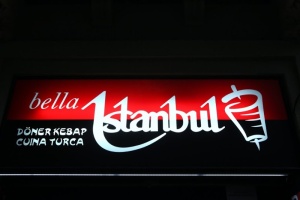 bella
Istanbul
DÖNER KEBAP
CUINA TURCA